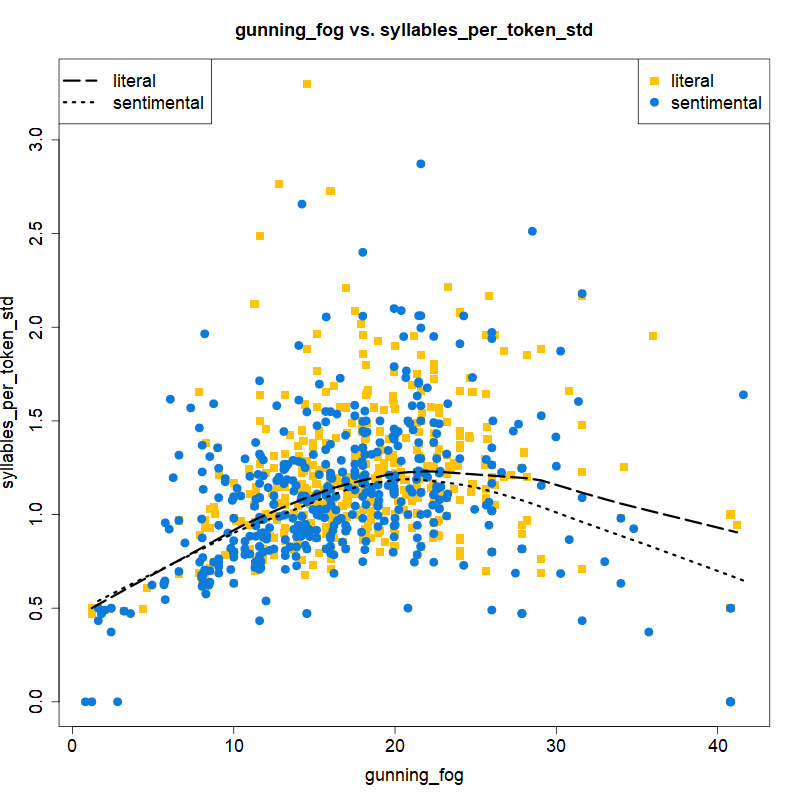 gunning_fog vs. syllables_per_token_std
literal
sentimental
literal
sentimental
syllables_per_token_std
3.0
2.5
2.0
1.5
1.0
0.5
0.0
0
10
20
30
40
gunning_fog